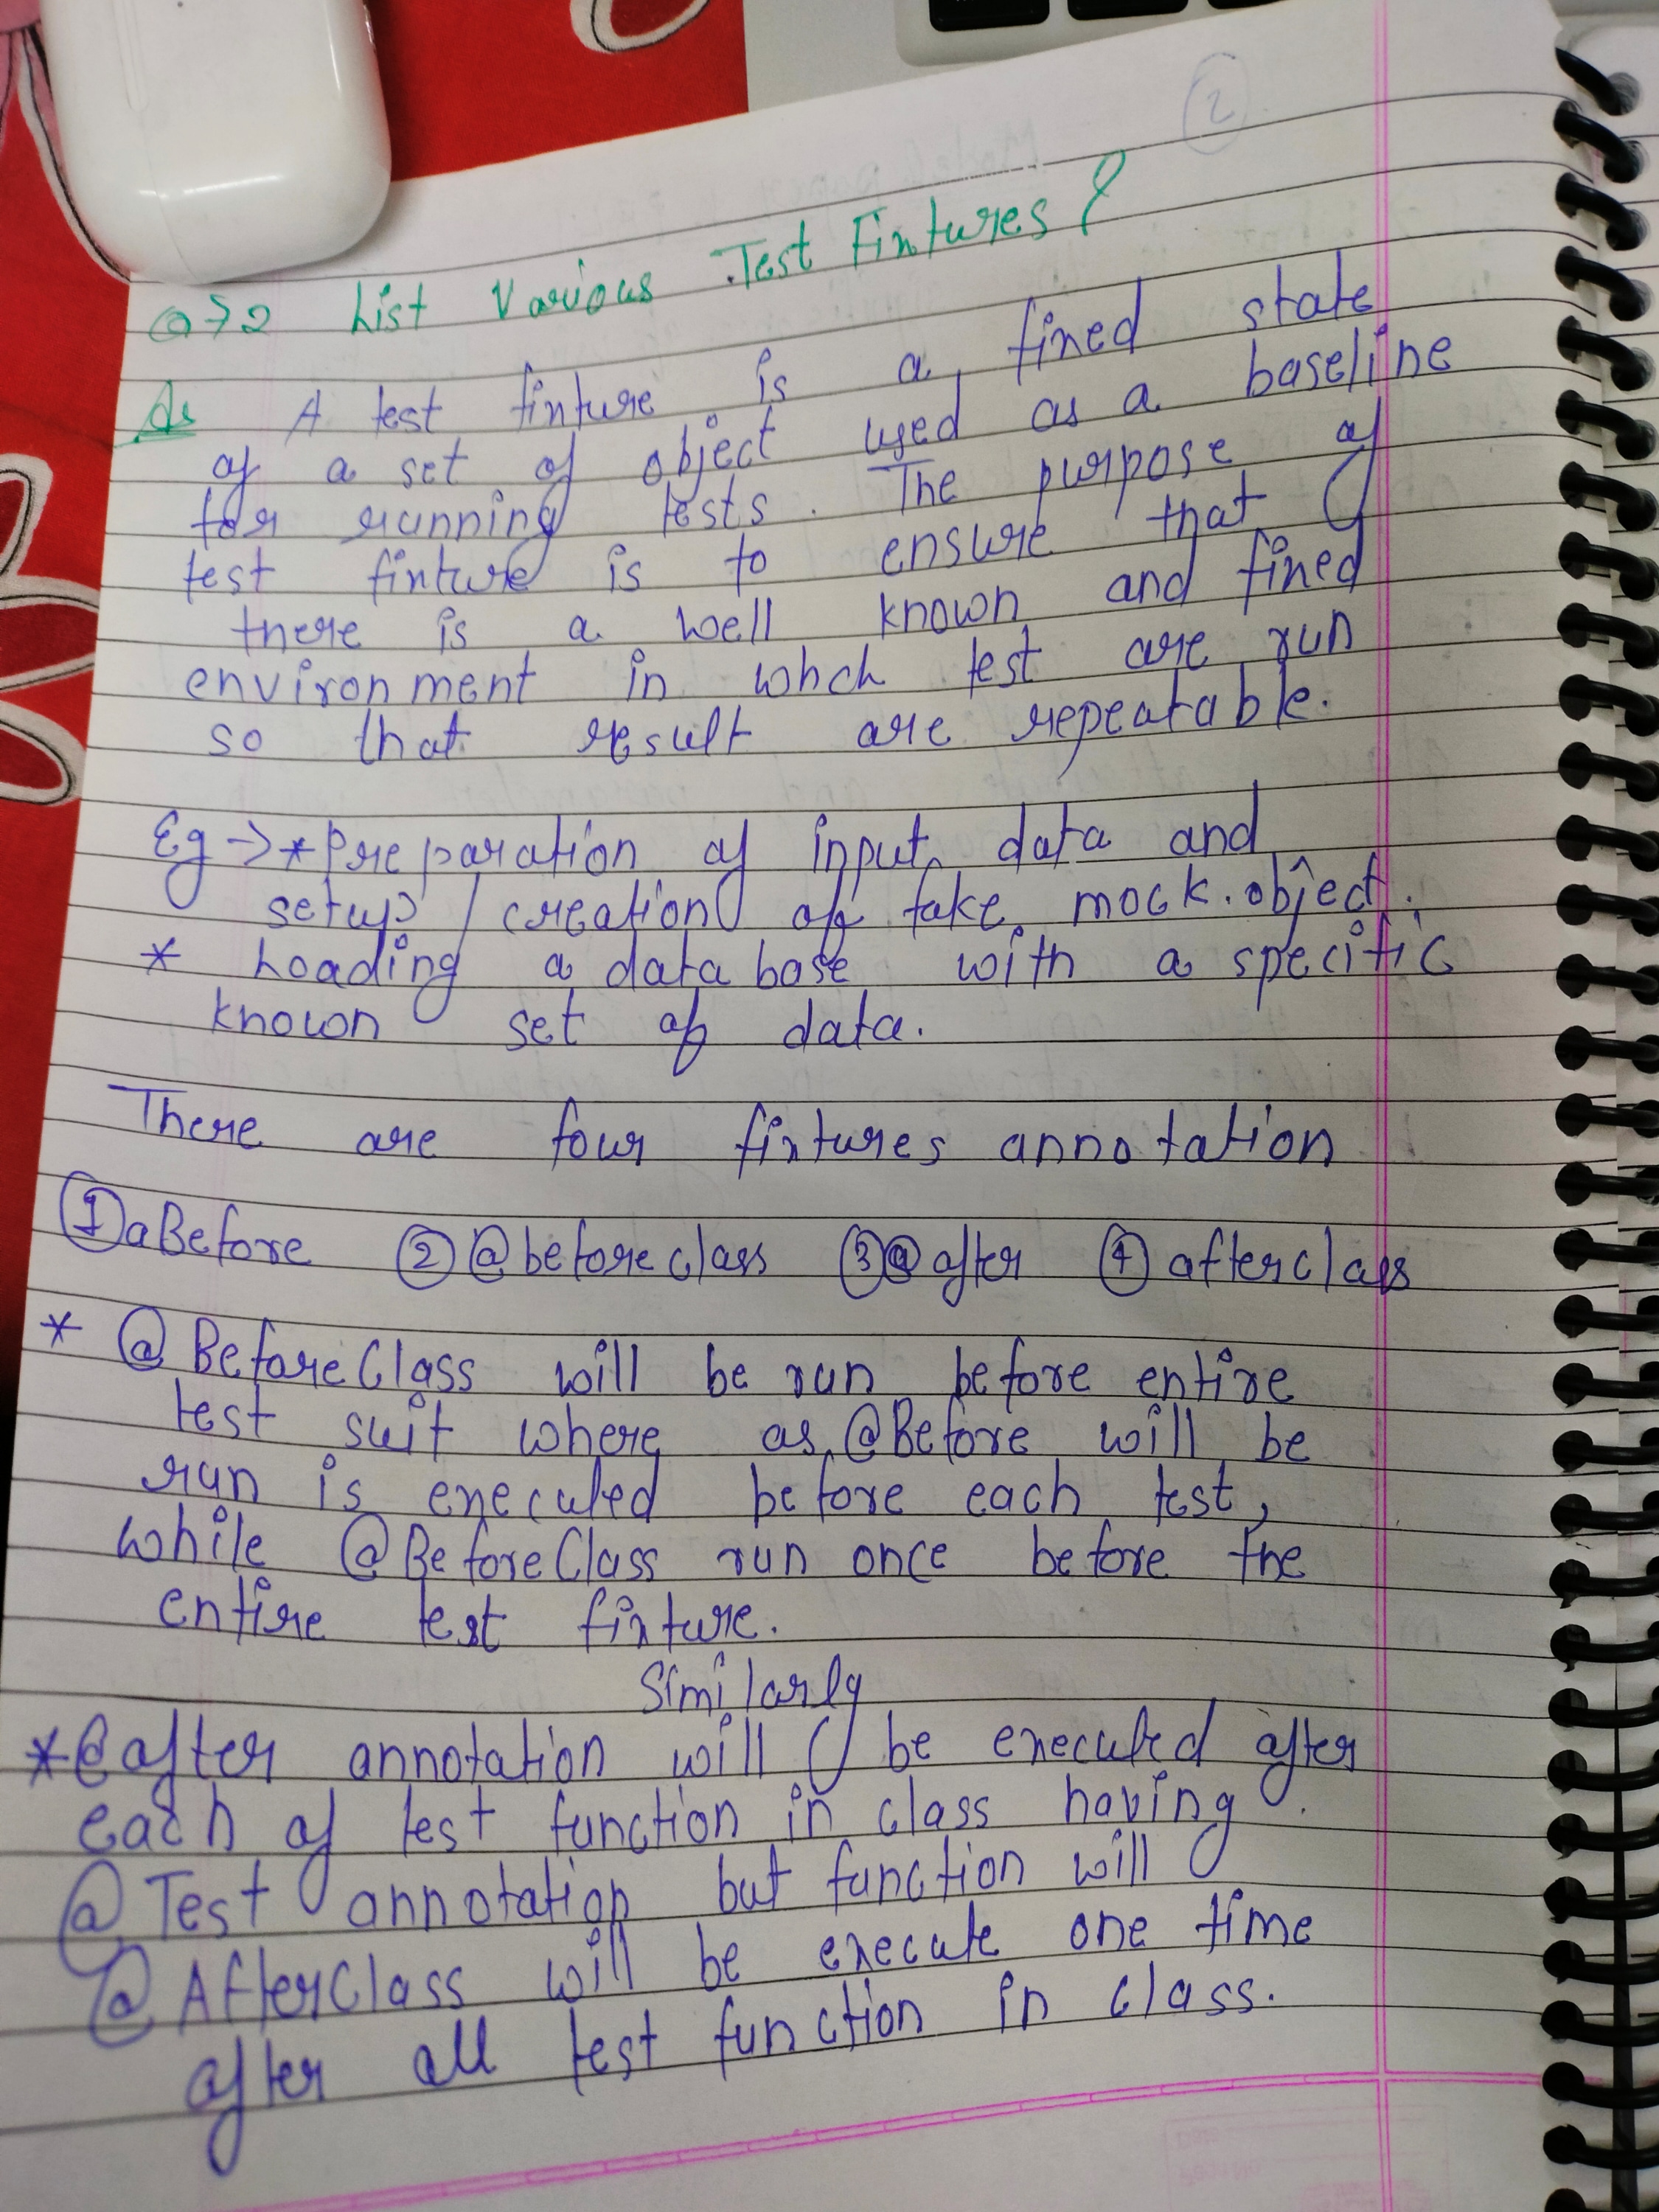 2
Q→2 List Various Test Fixtures?
As A test fixture is a fixed state
of a set of object used as a baseline
for running tests. The purpose of
test fixture is to ensure that
there is a well known and fixed
environment in whch test are run
so that result are repeatable.
Eg → * Preparation of input data and
setup / creation of fake mock.object.
* Loading a data base with a specific
known set of data.
There are four fixtures annotation
① aBefore ② @beforeclass ③ @after ④ afterclass
* @BeforeClass will be run before entire
test suit where as @Before will be
run is executed before each test,
while @BeforeClass run once before the
entire test fixture.
Similarly
* @after annotation will be executed after
each of test function in class having
@Test annotation but function will
@AfterClass will be execute one time
after all test function in class.